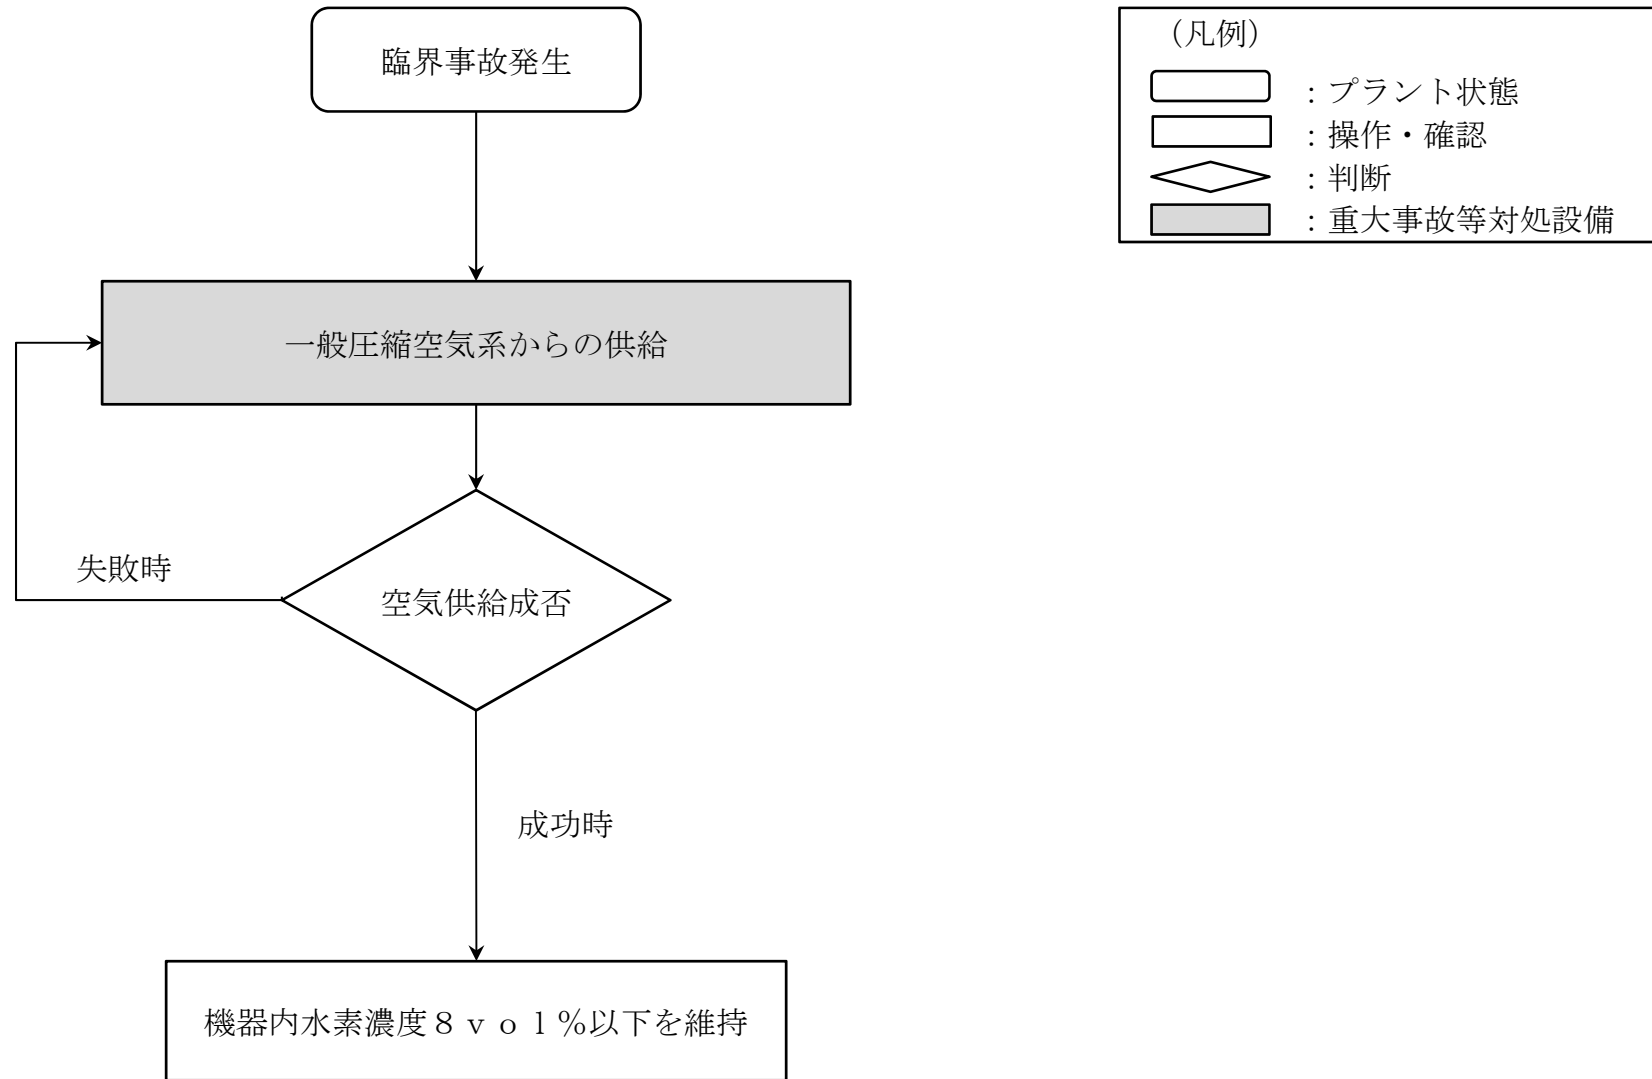 臨界事故発生
（凡例）
：プラント状態
：操作・確認
：判断
：重大事故等対処設備
一般圧縮空気系からの供給
失敗時
空気供給成否
成功時
機器内水素濃度８ｖｏｌ％以下を維持